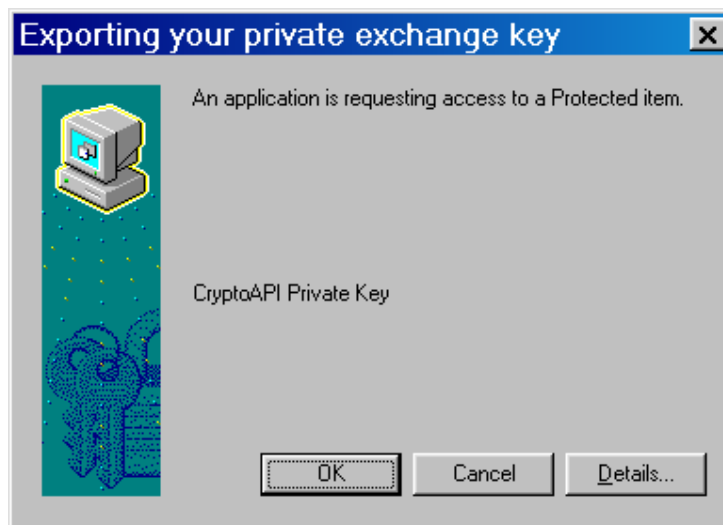 Exporting your private exchange key
An application is requesting access to a Protected item.
CryptoAPI Private Key
OK Cancel Details...